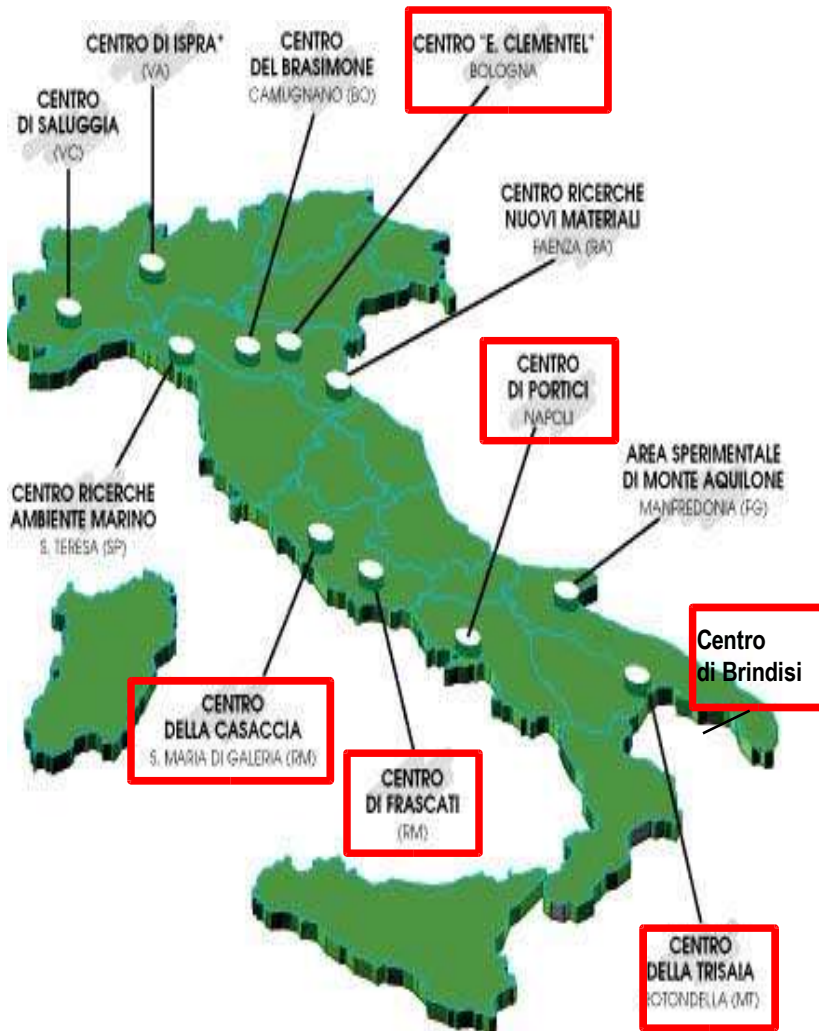 CENTRO DI ISPRA*
(VA)
CENTRO
DEL BRASIMONE
CAMUGNANO (BO)
CENTRO "E. CLEMENTEL"
BOLOGNA
CENTRO
DI SALUGGIA
(VC)
CENTRO RICERCHE
NUOVI MATERIALI
FAENZA (RA)
CENTRO
DI PORTICI
NAPOLI
AREA SPERIMENTALE
DI MONTE AQUILONE
MANFREDONIA (FG)
CENTRO RICERCHE
AMBIENTE MARINO
S. TERESA (SP)
Centro
di Brindisi
CENTRO
DELLA CASACCIA
S. MARIA DI GALERIA (RM)
CENTRO
DI FRASCATI
(RM)
CENTRO
DELLA TRISAIA
ROTONDELLA (MT)